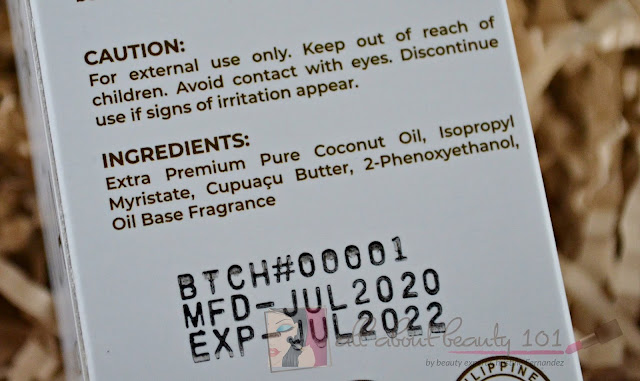 CAUTION:
For external use only. Keep out of reach of
children. Avoid contact with eyes. Discontinue
use if signs of irritation appear.
INGREDIENTS:
Extra Premium Pure Coconut Oil, Isopropyl
Myristate, Cupuaçu Butter, 2-Phenoxyethanol,
Oil Base Fragrance
BTCH#00001
MFD-JUL2020
EXP-JUL2022
all about beauty 101
by beauty